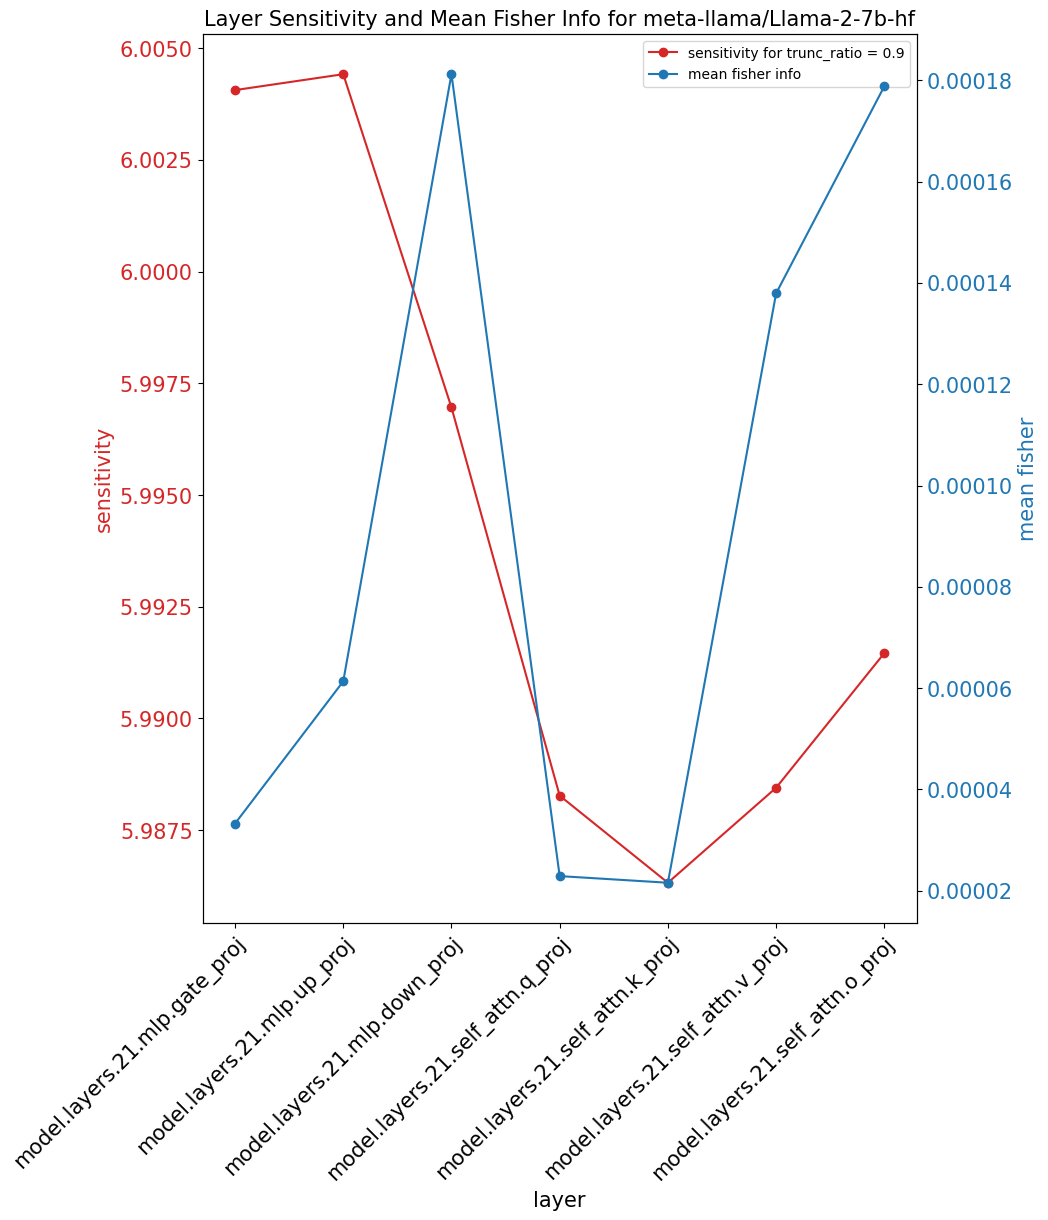 Layer Sensitivity and Mean Fisher Info for meta-llama/Llama-2-7b-hf
sensitivity for trunc_ratio = 0.9
mean fisher info
6.0050
6.0025
6.0000
5.9975
5.9950
5.9925
5.9900
5.9875
sensitivity
0.00018
0.00016
0.00014
0.00012
0.00010
0.00008
0.00006
0.00004
0.00002
mean fisher
model.layers.21.mlp.gate_proj
model.layers.21.mlp.up_proj
model.layers.21.mlp.down_proj
model.layers.21.self_attn.q_proj
model.layers.21.self_attn.k_proj
model.layers.21.self_attn.v_proj
model.layers.21.self_attn.o_proj
layer